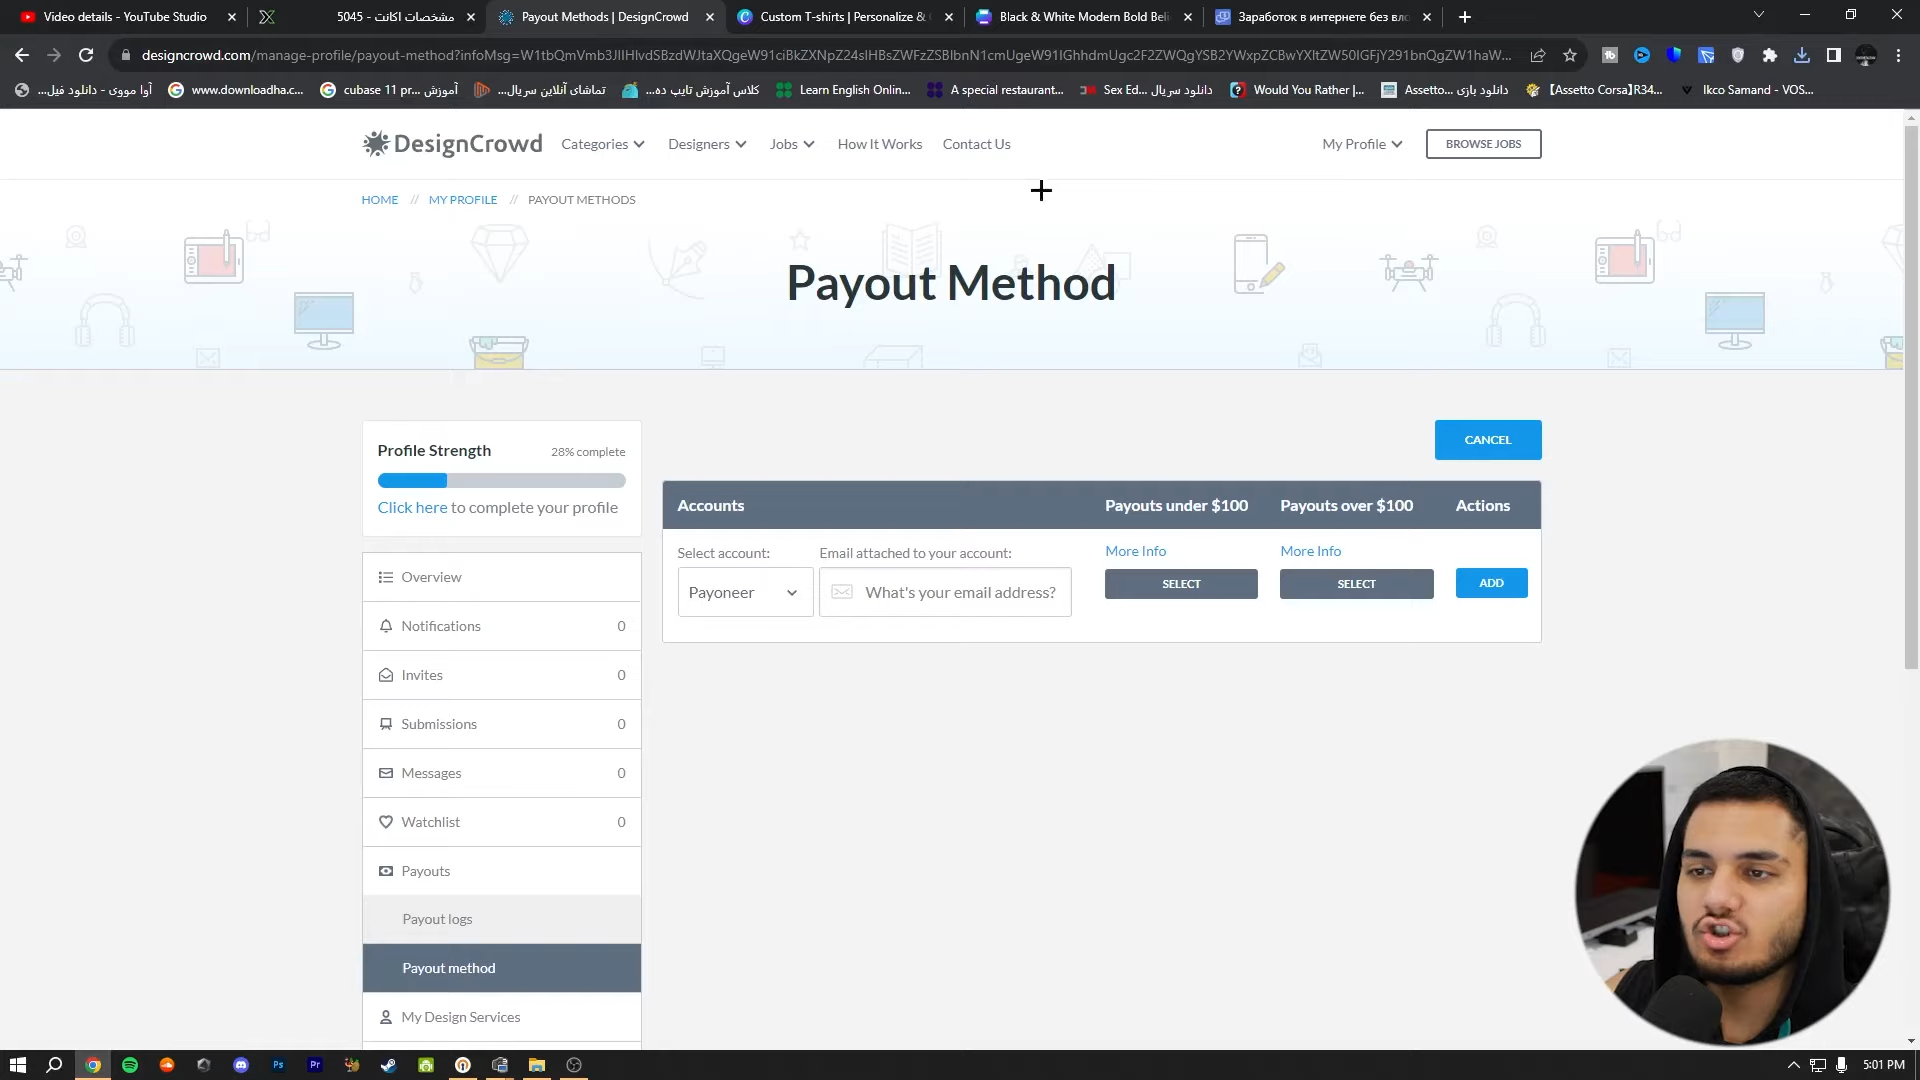 Video details - YouTube Studio
مشخصات اکانت - 5045
Payout Methods | DesignCrowd
Custom T-shirts | Personalize &
Black & White Modern Bold Beli
Заработок в интернете без вло
designcrowd.com/manage-profile/payout-method?infoMsg=
آوا مووی - دانلود فیل...
www.downloadha.c...
آموزش cubase 11 pr...
تماشای آنلاین سریال...
کلاس آموزش تایپ ده...
Learn English Onlin...
A special restaurant...
دانلود سریال Sex Ed...
Would You Rather |...
دانلود بازی Assetto...
【Assetto Corsa】R34...
Ikco Samand - VOS...
DesignCrowd
Categories
Designers
Jobs
How It Works
Contact Us
My Profile
BROWSE JOBS
HOME // MY PROFILE // PAYOUT METHODS
Payout Method
Profile Strength
28% complete
Click here to complete your profile
CANCEL
Accounts
Payouts under $100
Payouts over $100
Actions
Select account:
Email attached to your account:
More Info
More Info
Payoneer
What's your email address?
SELECT
SELECT
ADD
Overview
Notifications 0
Invites 0
Submissions 0
Messages 0
Watchlist 0
Payouts
Payout logs
Payout method
My Design Services
Ps
Pr
5:01 PM